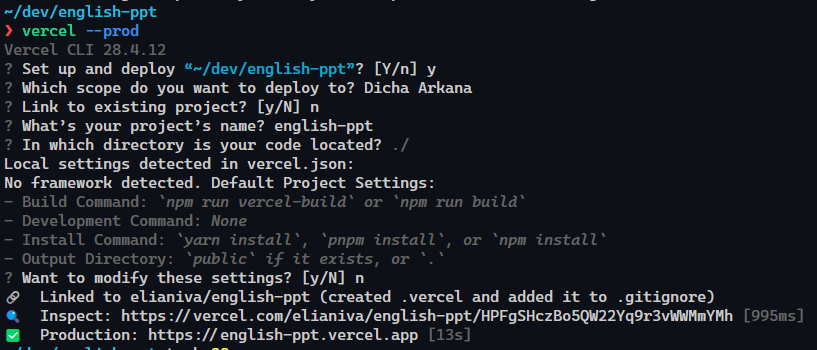 ~/dev/english-ppt
❯ vercel --prod
Vercel CLI 28.4.12
? Set up and deploy “~/dev/english-ppt”? [Y/n] y
? Which scope do you want to deploy to? Dicha Arkana
? Link to existing project? [y/N] n
? What’s your project’s name? english-ppt
? In which directory is your code located? ./
Local settings detected in vercel.json:
No framework detected. Default Project Settings:
- Build Command: `npm run vercel-build` or `npm run build`
- Development Command: None
- Install Command: `yarn install`, `pnpm install`, or `npm install`
- Output Directory: `public` if it exists, or `.`
? Want to modify these settings? [y/N] n
🔗  Linked to elianiva/english-ppt (created .vercel and added it to .gitignore)
🔍  Inspect: https://vercel.com/elianiva/english-ppt/HPFgSHczBo5QW22Yq9r3vWWMmYMh [995ms]
✅  Production: https://english-ppt.vercel.app [13s]